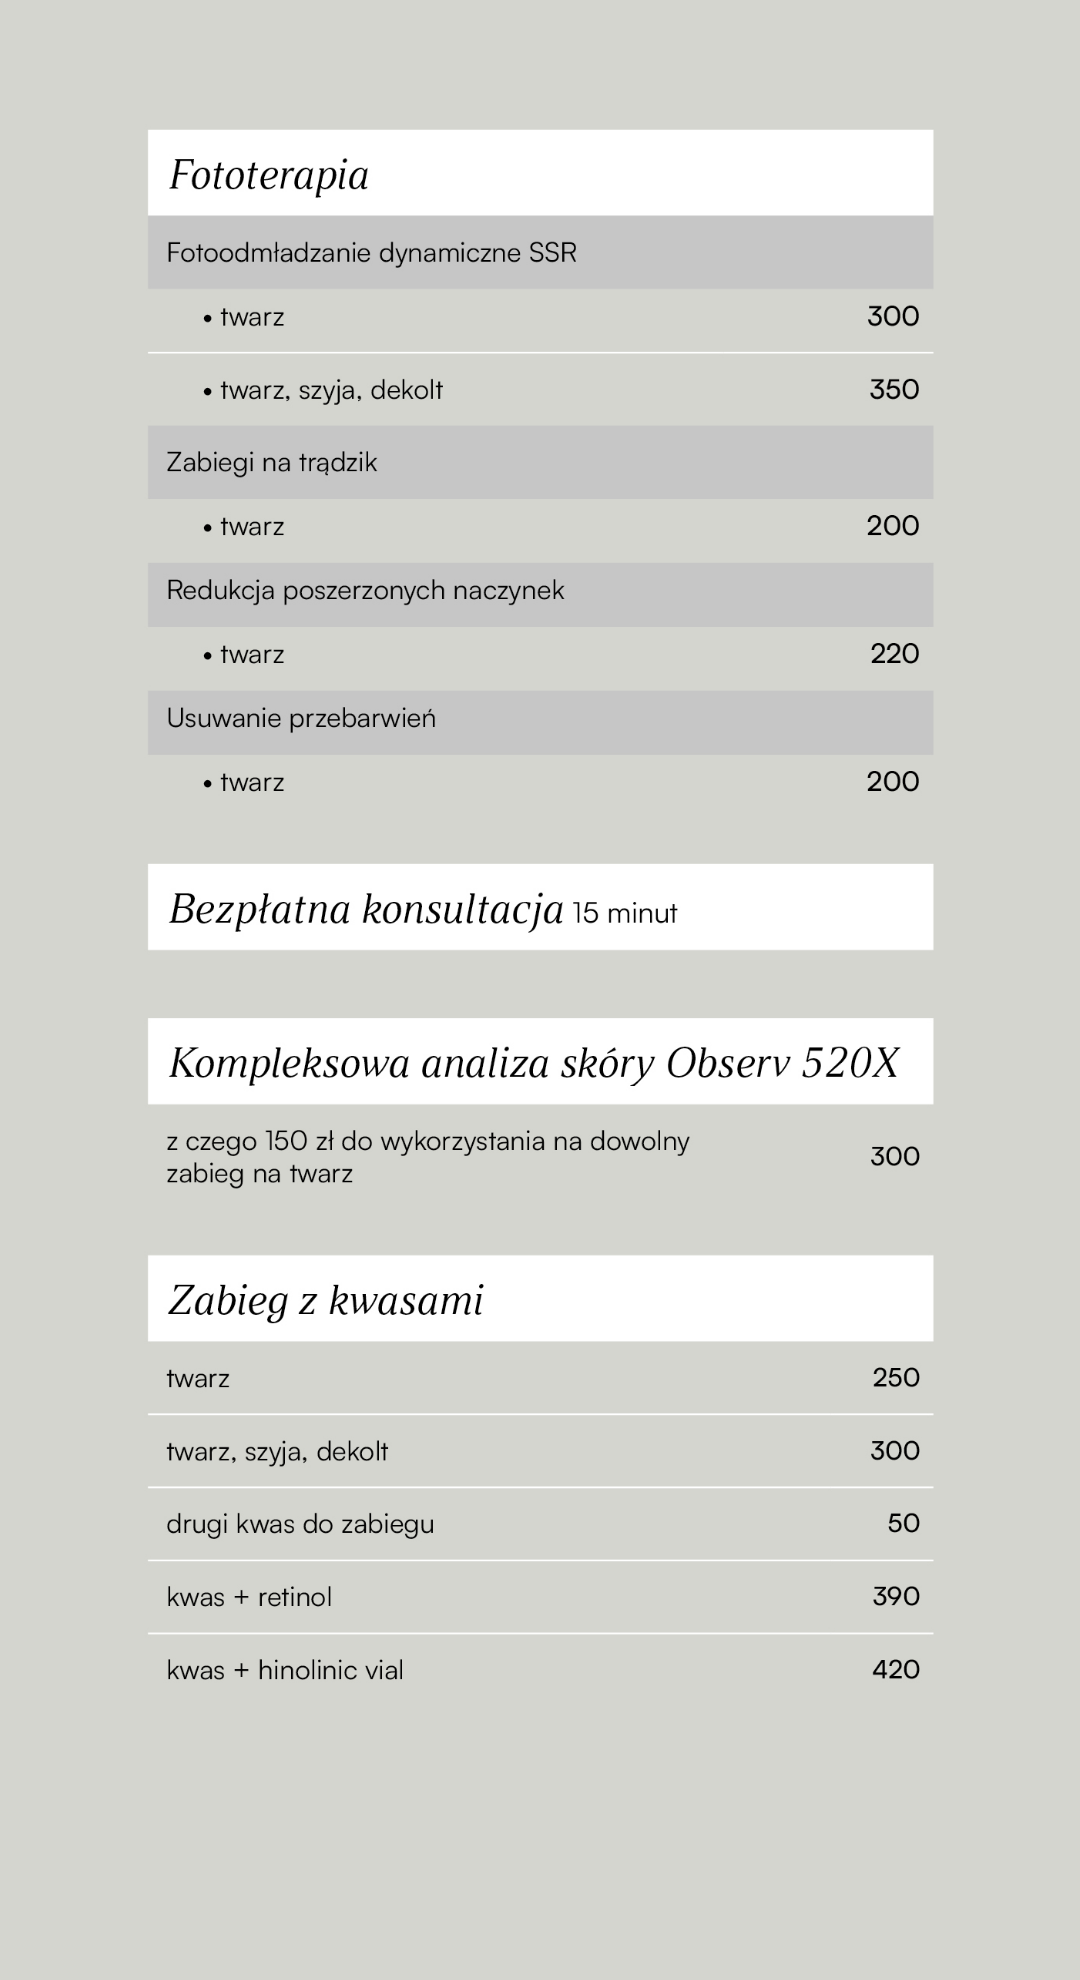 Fototerapia
Fotoodmładzanie dynamiczne SSR
• twarz 300
• twarz, szyja, dekolt 350
Zabiegi na trądzik
• twarz 200
Redukcja poszerzonych naczynek
• twarz 220
Usuwanie przebarwień
• twarz 200
Bezpłatna konsultacja 15 minut
Kompleksowa analiza skóry Observ 520X
z czego 150 zł do wykorzystania na dowolny
zabieg na twarz 300
Zabieg z kwasami
twarz 250
twarz, szyja, dekolt 300
drugi kwas do zabiegu 50
kwas + retinol 390
kwas + hinolinic vial 420